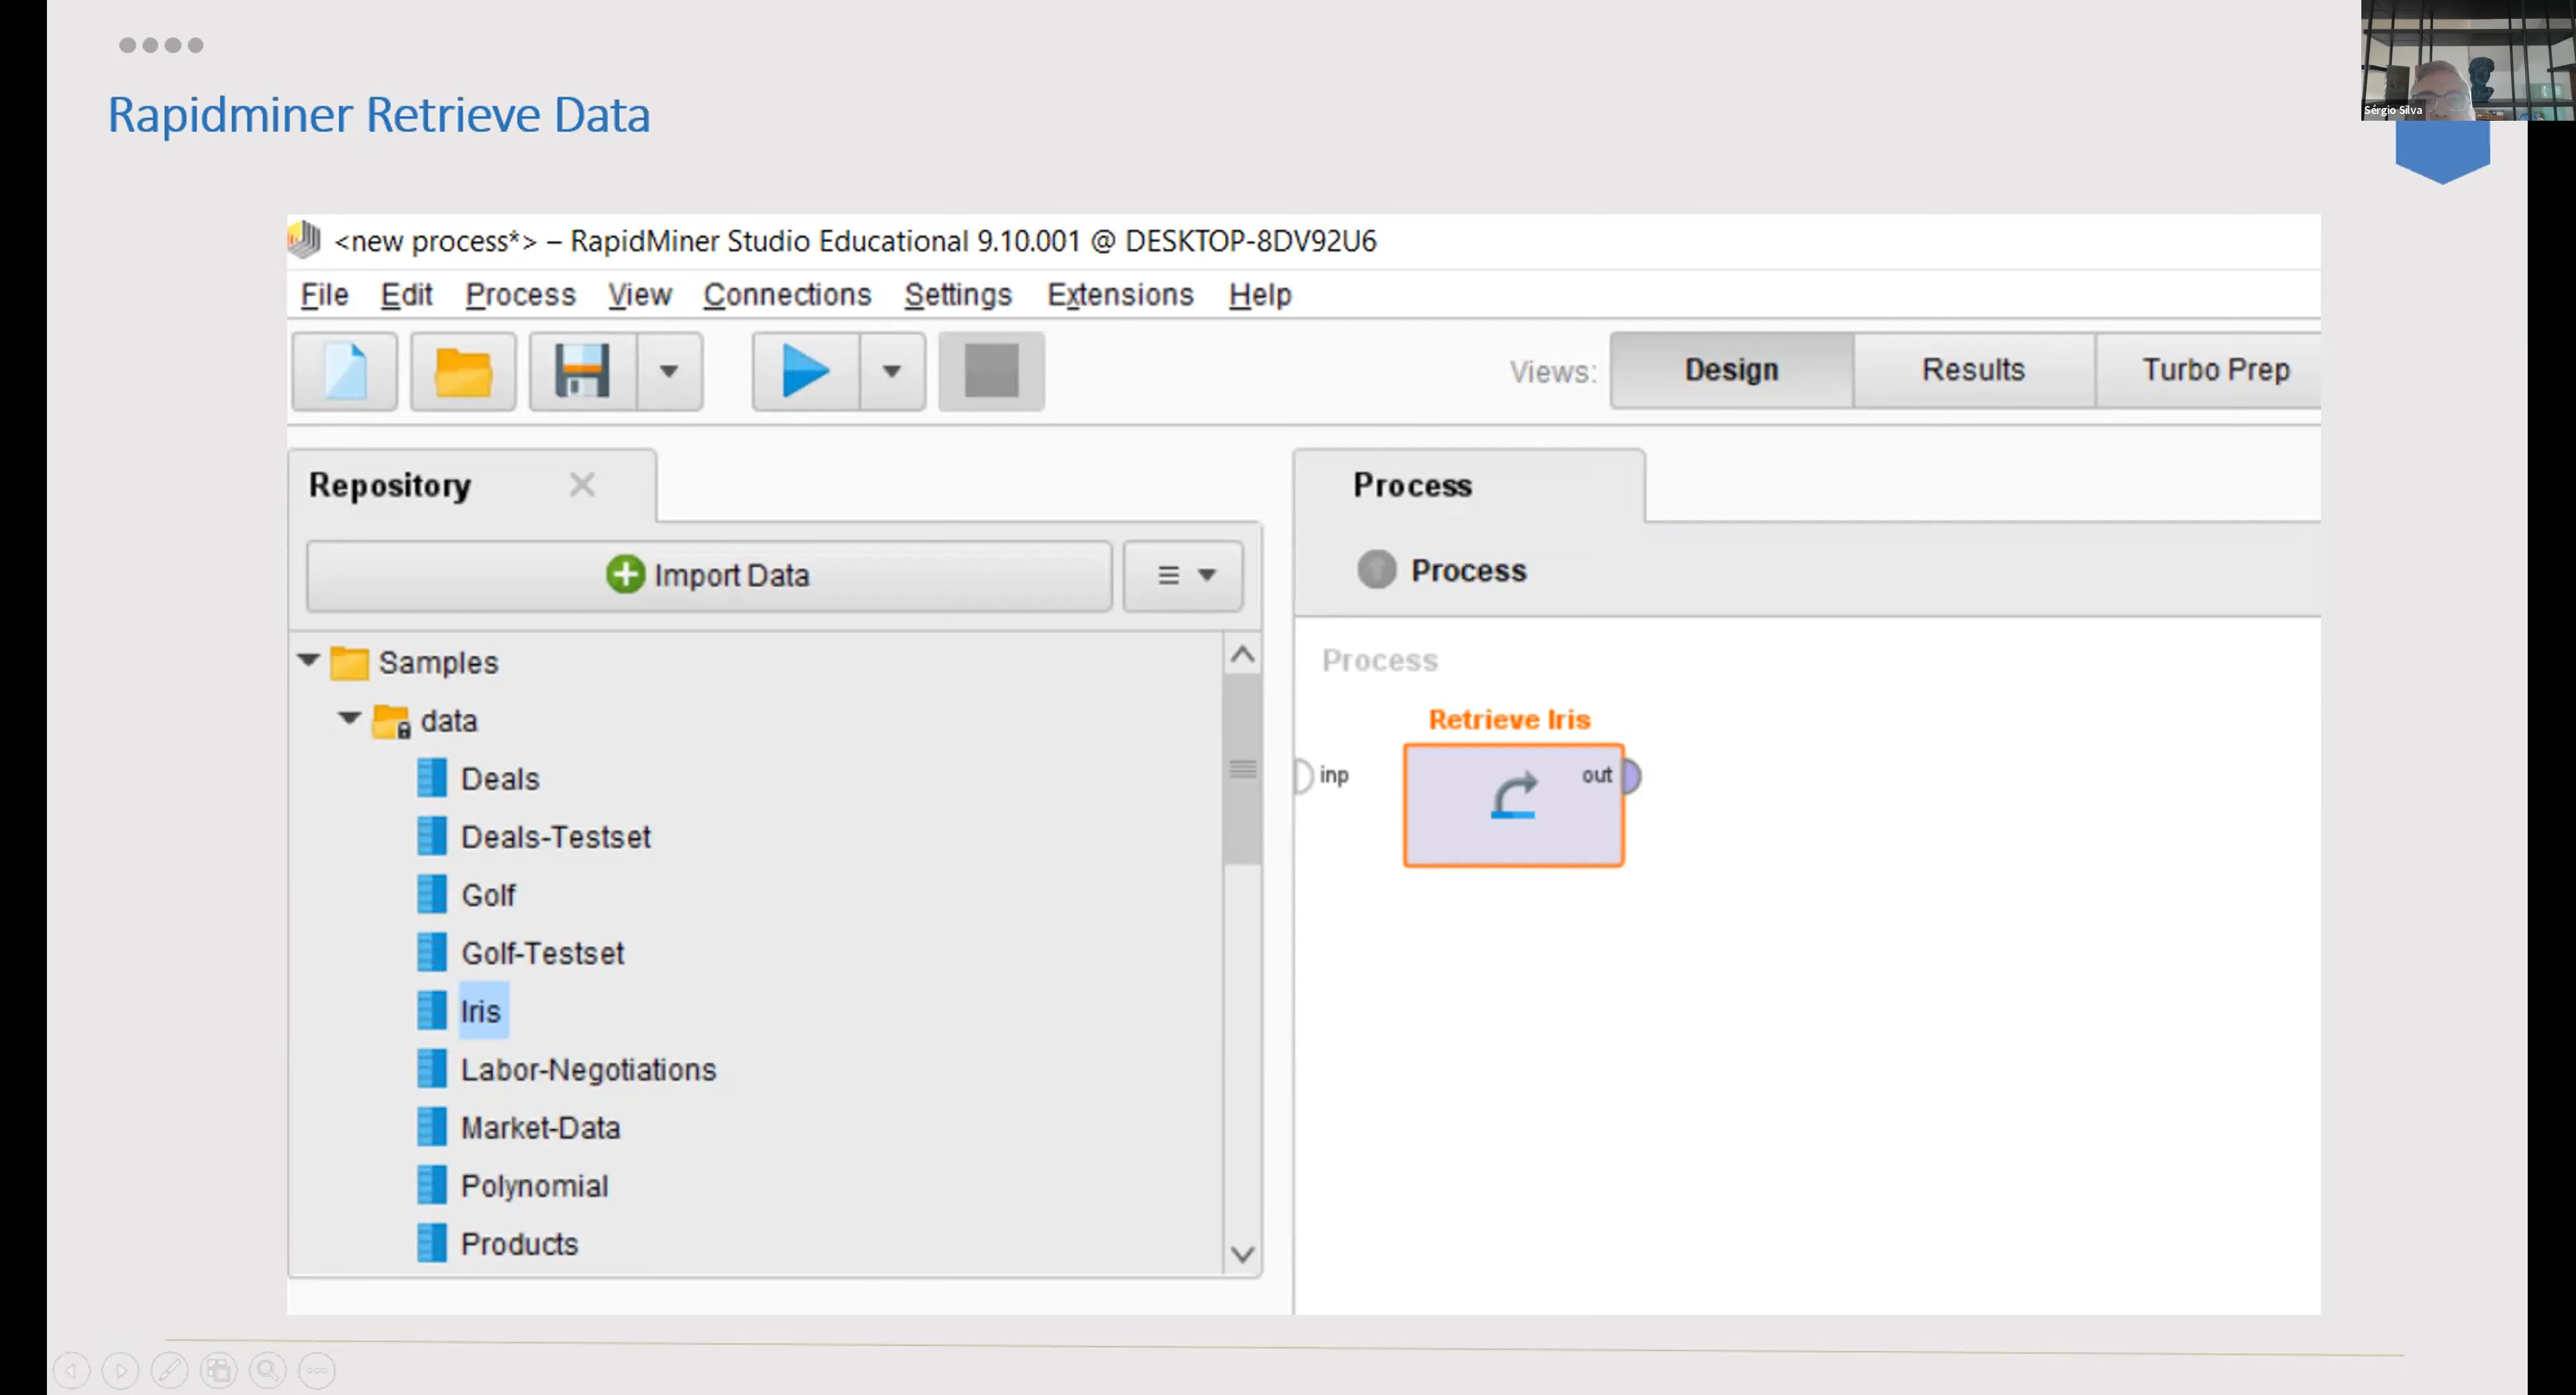 Rapidminer Retrieve Data
Sérgio Silva
<new process*> – RapidMiner Studio Educational 9.10.001 @ DESKTOP-8DV92U6
File Edit Process View Connections Settings Extensions Help
Views: Design Results Turbo Prep
Repository
Process
Import Data
Process
Samples
Process
data
Retrieve Iris
inp
out
Deals
Deals-Testset
Golf
Golf-Testset
Iris
Labor-Negotiations
Market-Data
Polynomial
Products